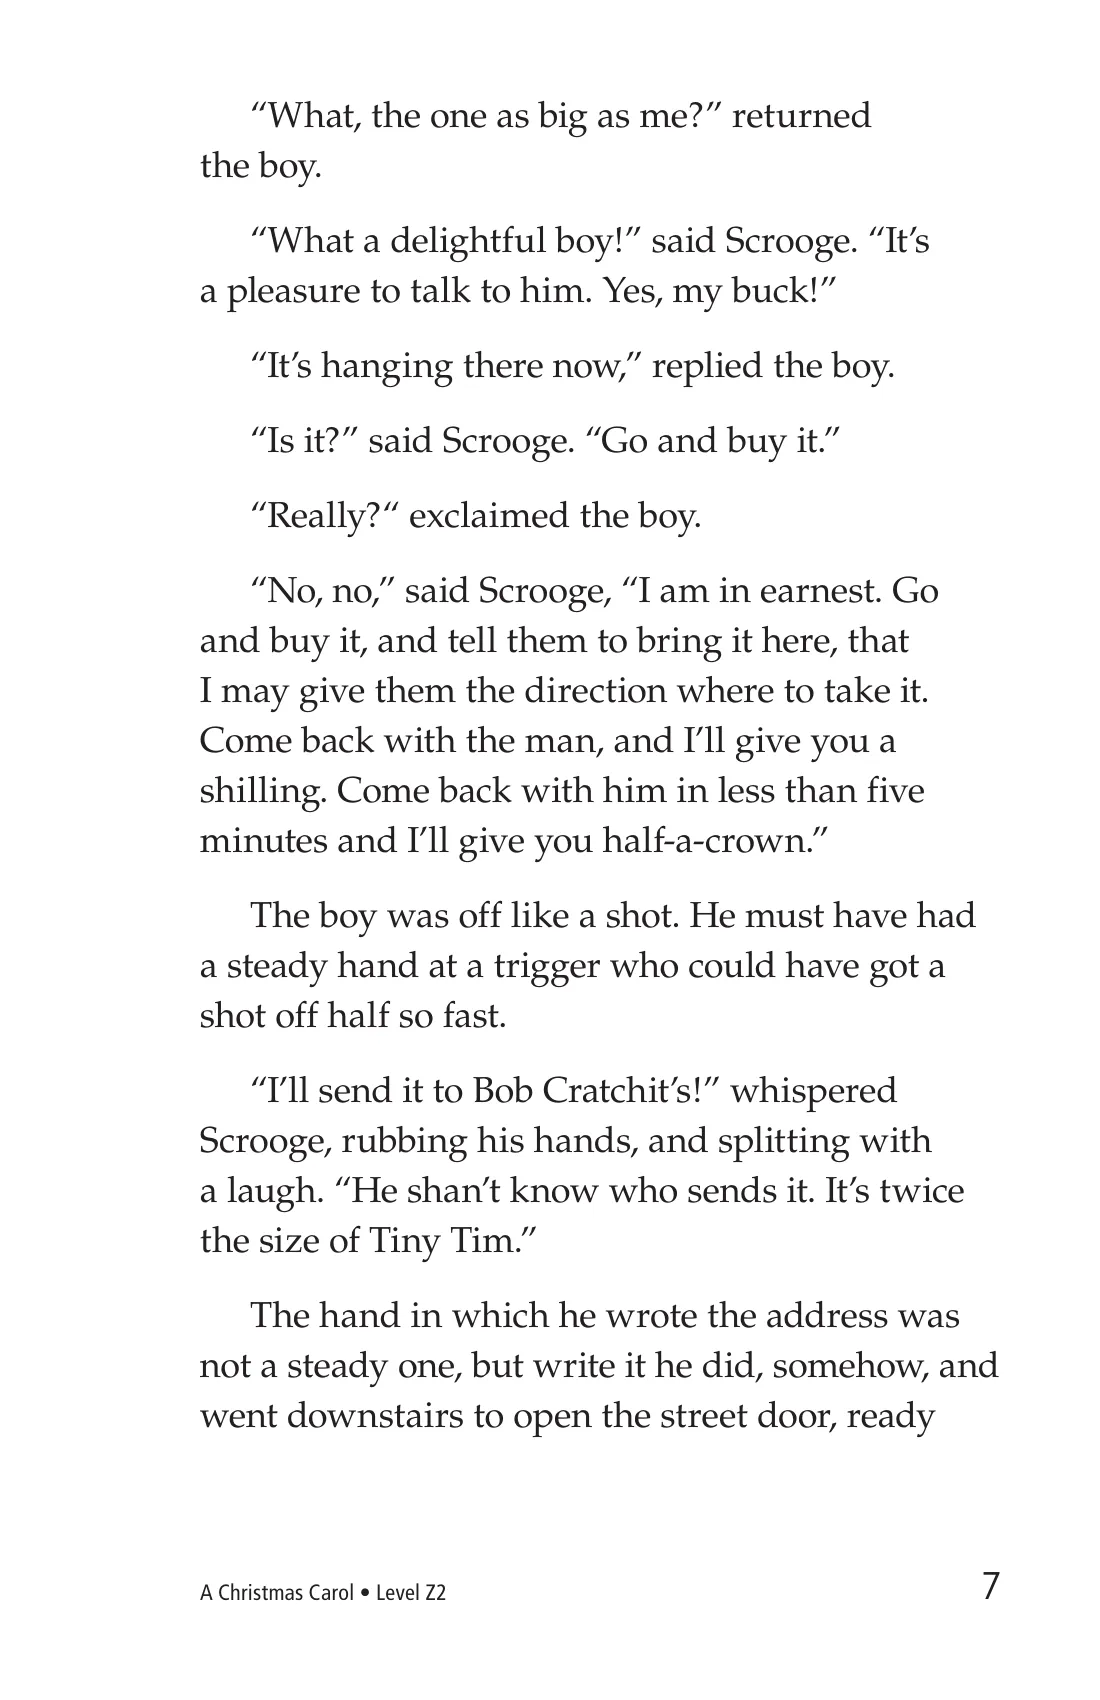 “What, the one as big as me?” returned
the boy.
“What a delightful boy!” said Scrooge. “It’s
a pleasure to talk to him. Yes, my buck!”
“It’s hanging there now,” replied the boy.
“Is it?” said Scrooge. “Go and buy it.”
“Really?“ exclaimed the boy.
“No, no,” said Scrooge, “I am in earnest. Go
and buy it, and tell them to bring it here, that
I may give them the direction where to take it.
Come back with the man, and I’ll give you a
shilling. Come back with him in less than five
minutes and I’ll give you half-a-crown.”
The boy was off like a shot. He must have had
a steady hand at a trigger who could have got a
shot off half so fast.
“I’ll send it to Bob Cratchit’s!” whispered
Scrooge, rubbing his hands, and splitting with
a laugh. “He shan’t know who sends it. It’s twice
the size of Tiny Tim.”
The hand in which he wrote the address was
not a steady one, but write it he did, somehow, and
went downstairs to open the street door, ready
A Christmas Carol • Level Z2
7